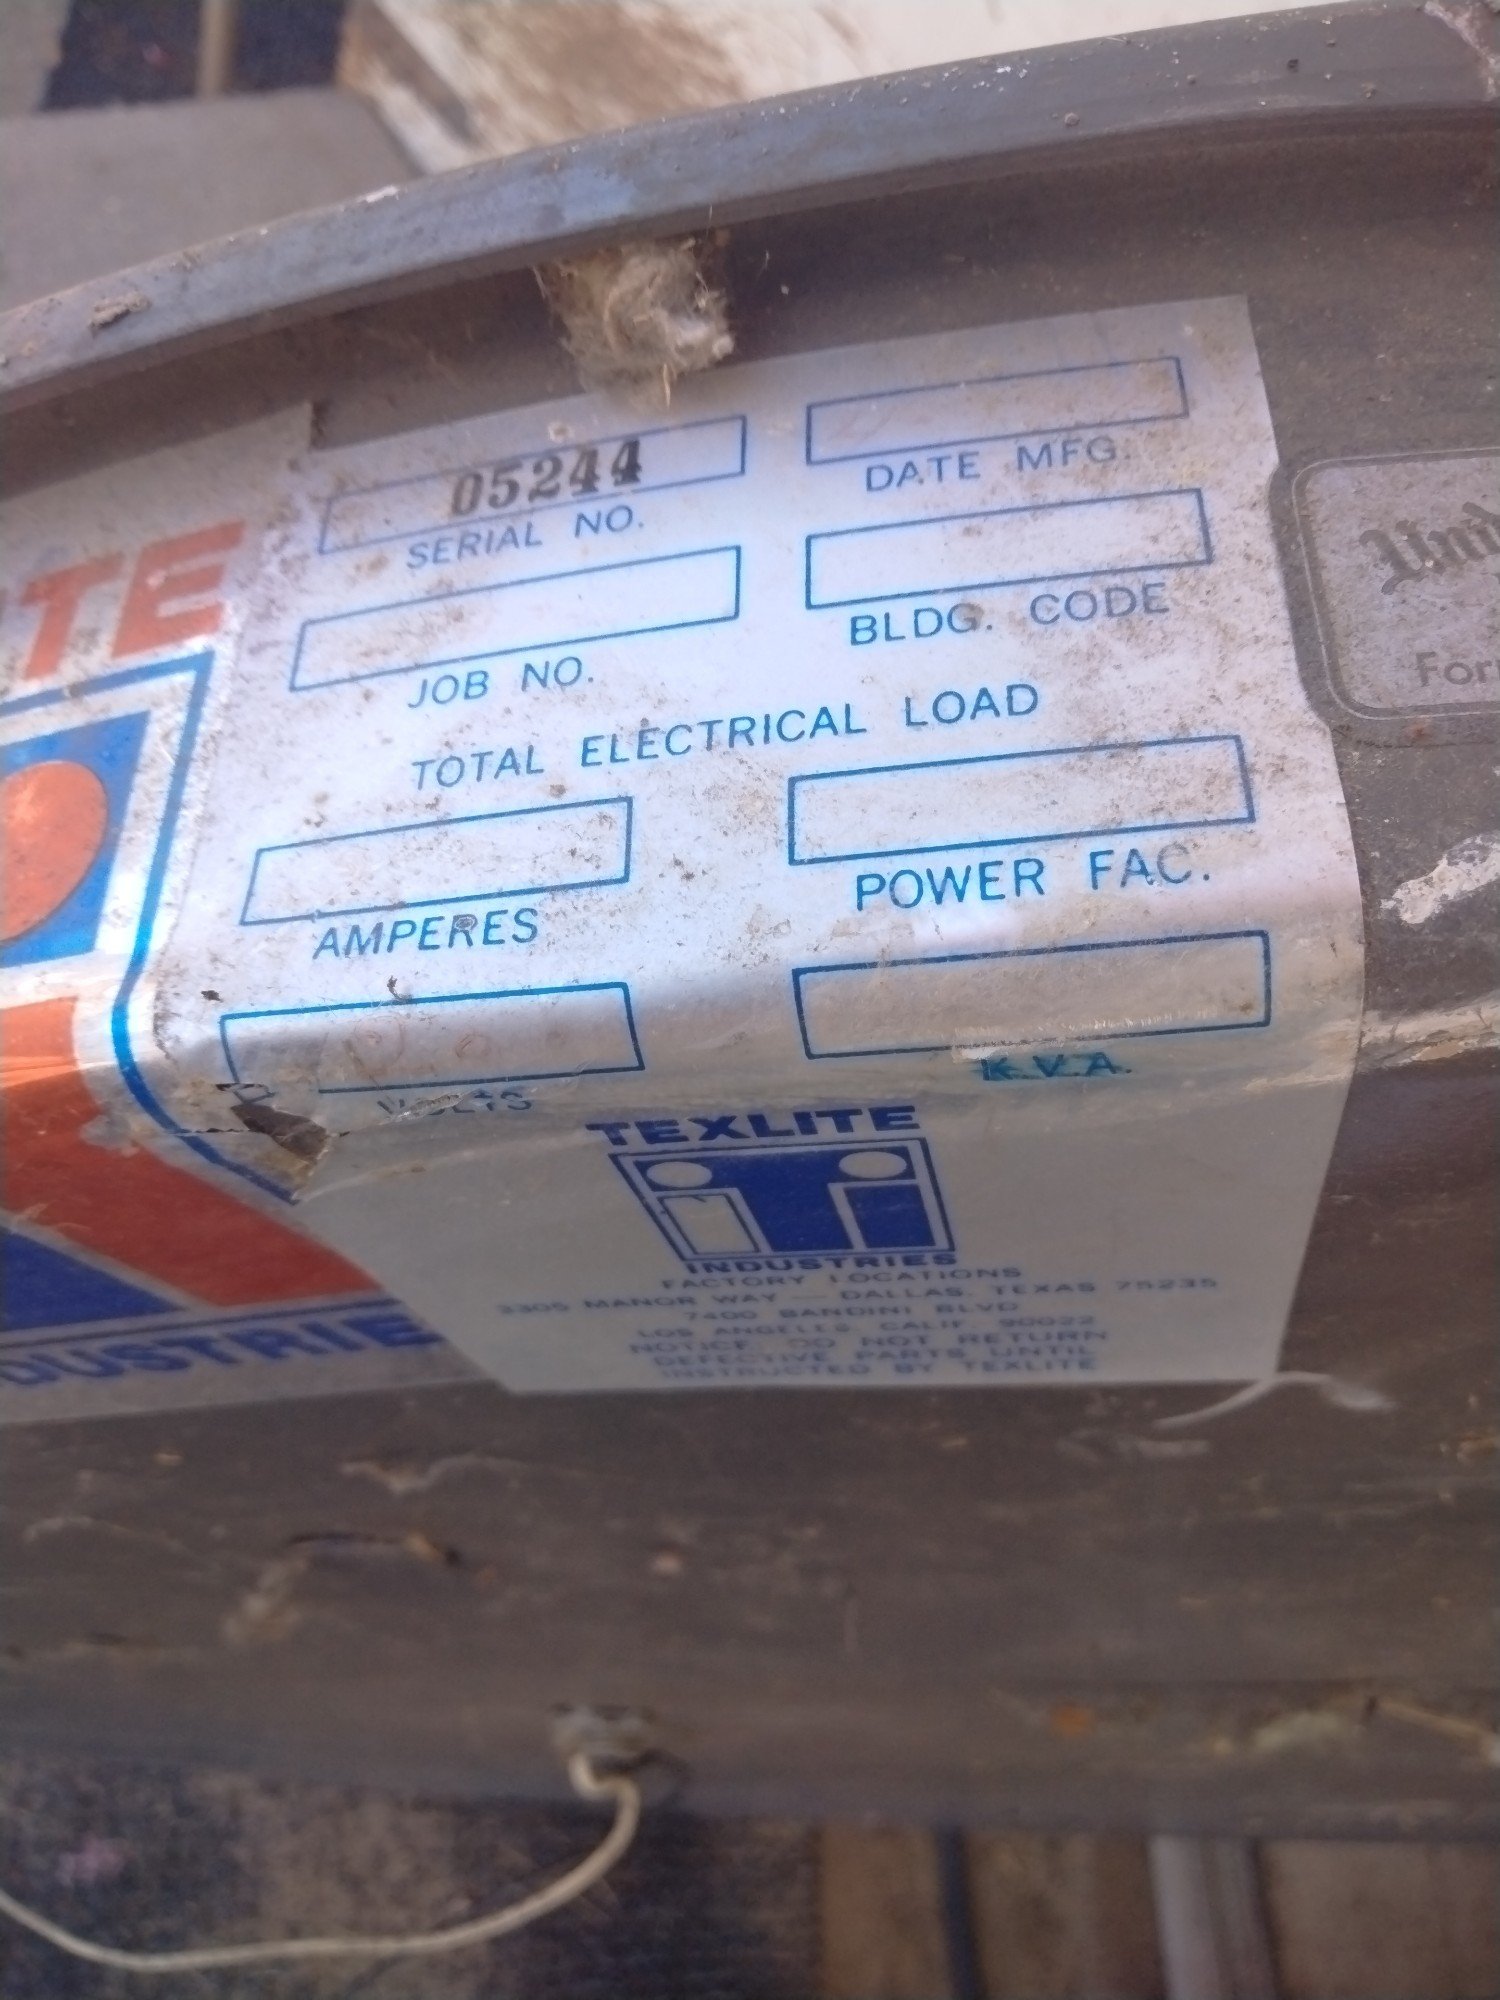 05244
SERIAL NO.
DATE MFG.
JOB NO.
BLDG. CODE
TOTAL ELECTRICAL LOAD
AMPERES
POWER FAC.
VOLTS
K.V.A.
TEXLITE
INDUSTRIES
FACTORY LOCATIONS
3305 MANOR WAY — DALLAS, TEXAS 75235
7400 BANDINI BLVD
LOS ANGELES, CALIF. 90022
NOTICE: DO NOT RETURN
DEFECTIVE PARTS UNTIL
INSTRUCTED BY TEXLITE
TE
DUSTRIE